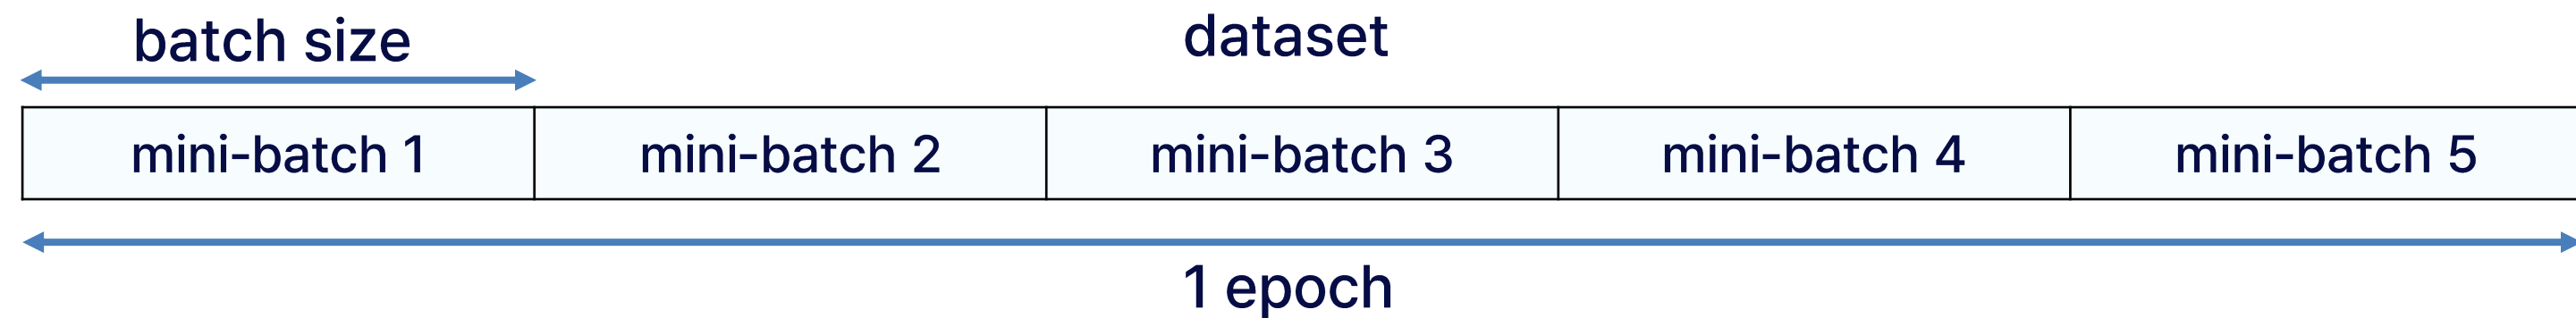 batch size
dataset
mini-batch 1
mini-batch 2
mini-batch 3
mini-batch 4
mini-batch 5
1 epoch